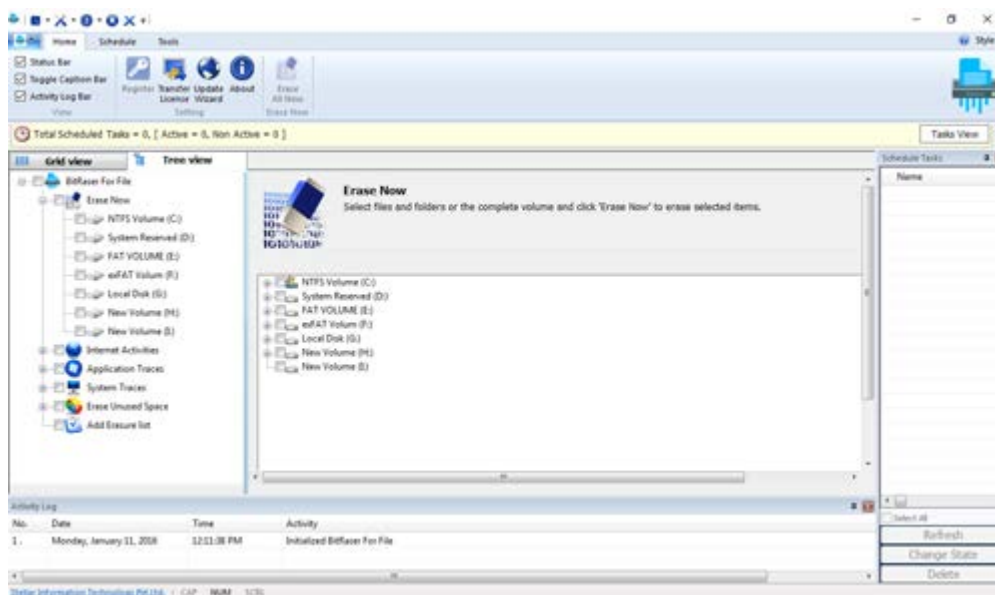 Home Schedule Tools
Style
Status Bar
Toggle Caption Bar
Activity Log Bar
View
Register
Transfer License
Update Wizard
About
Setting
Erase All Now
Erase Now
Total Scheduled Tasks = 0, [ Active = 0, Non Active = 0 ]
Tasks View
Grid view
Tree view
BitRaser For File
Erase Now
NTFS Volume (C:)
System Reserved (D:)
FAT VOLUME (E:)
exFAT Volum (F:)
Local Disk (G:)
New Volume (H:)
New Volume (I:)
Internet Activities
Application Traces
System Traces
Erase Unused Space
Add Erasure list
Erase Now
Select files and folders or the complete volume and click 'Erase Now' to erase selected items.
NTFS Volume (C:)
System Reserved (D:)
FAT VOLUME (E:)
exFAT Volum (F:)
Local Disk (G:)
New Volume (H:)
New Volume (I:)
Schedule Tasks
Name
Select All
Refresh
Change State
Delete
Activity Log
No. Date Time Activity
1 . Monday, January 11, 2016 12:11:38 PM Initialized BitRaser For File
Stellar Information Technology Pvt Ltd. CAP NUM SCRL